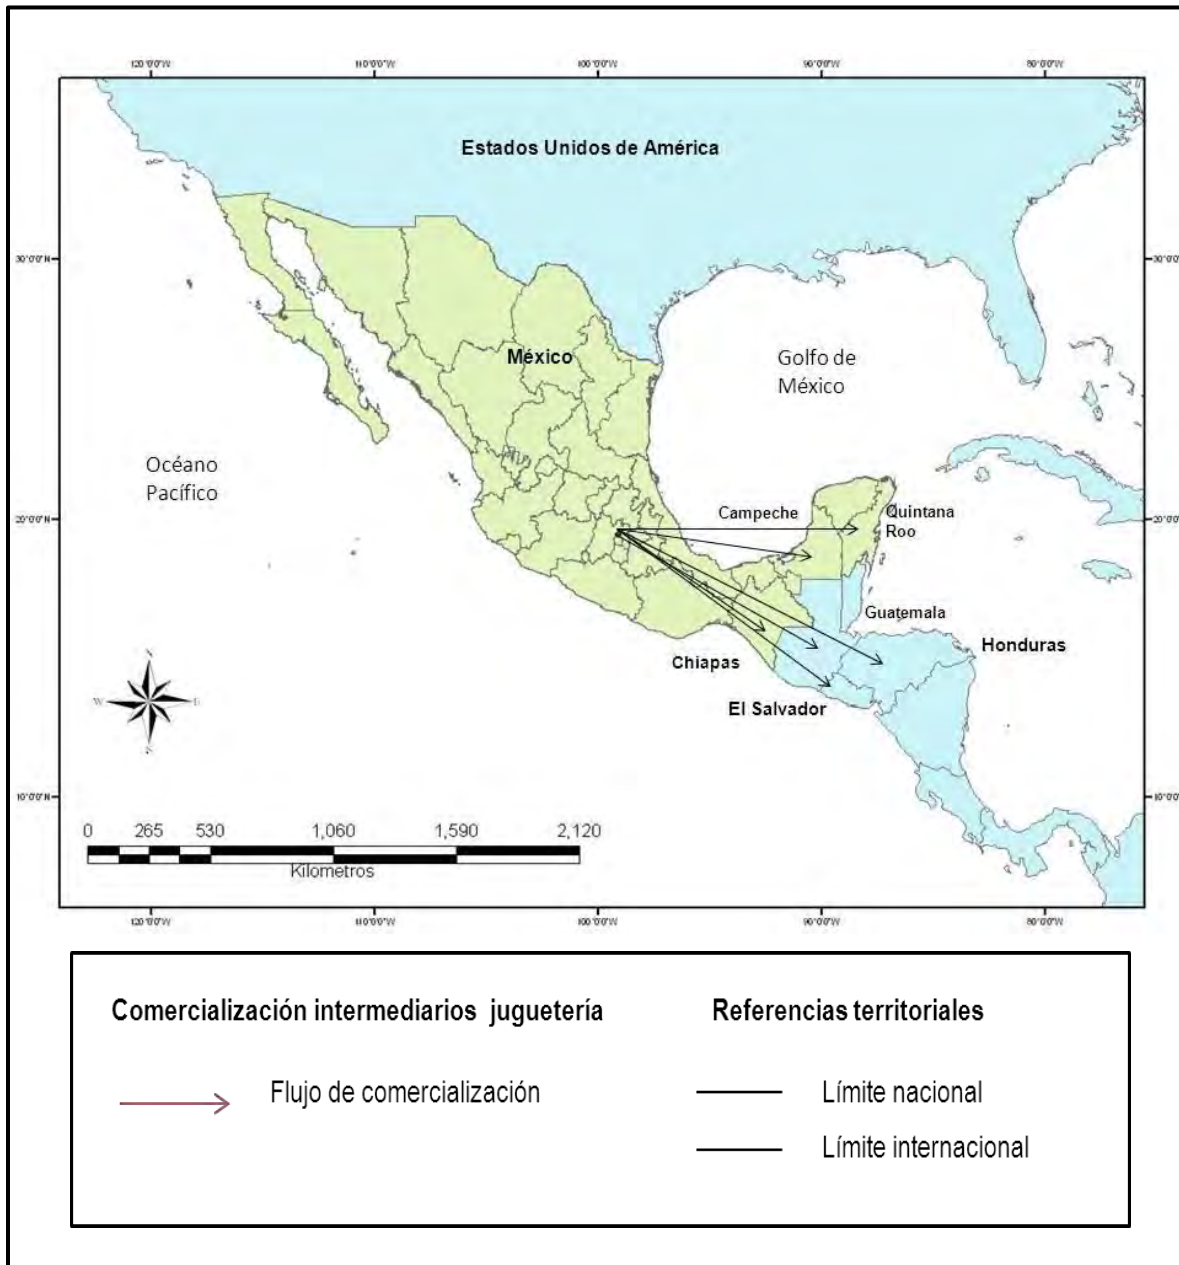 120°0'0"W 110°0'0"W 100°0'0"W 90°0'0"W 80°0'0"W
Estados Unidos de América
30°0'0"N 30°0'0"
México
Golfo de
México
Océano
Pacífico
20°0'0"N 20°0'0"
Campeche
Quintana
Roo
Guatemala
Honduras
Chiapas
El Salvador
N
W E
S
10°0'0"N 10°0'0"
0 265 530 1,060 1,590 2,120
Kilometros
120°0'0"W 110°0'0"W 100°0'0"W 90°0'0"W 80°0'0"W
Comercialización intermediarios juguetería
Flujo de comercialización
Referencias territoriales
Límite nacional
Límite internacional